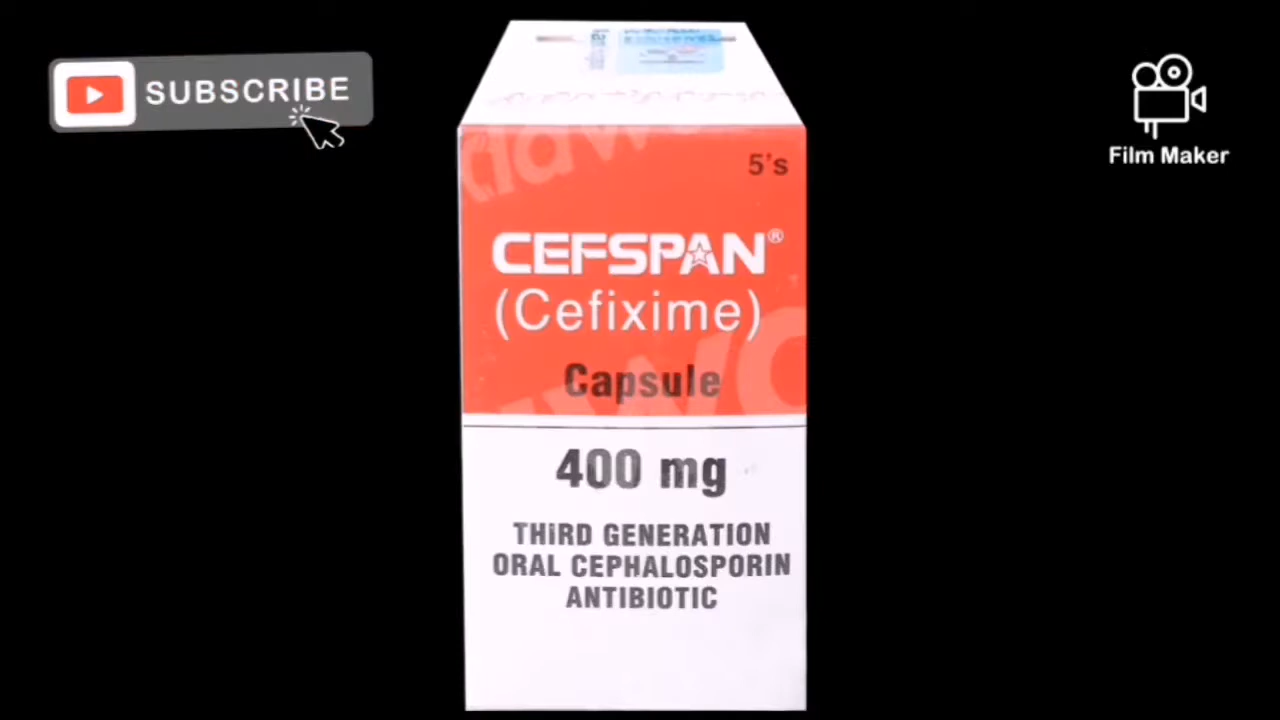 SUBSCRIBE
Film Maker
5's
CEFSPAN®
(Cefixime)
Capsule
400 mg
THIRD GENERATION
ORAL CEPHALOSPORIN
ANTIBIOTIC